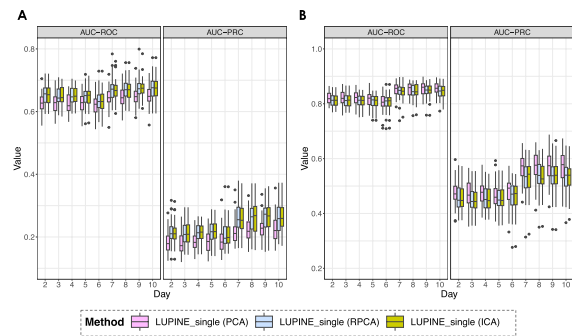 A
AUC-ROC AUC-PRC
0.8
0.6
0.4
0.2
Value
2 3 4 5 6 7 8 9 10 2 3 4 5 6 7 8 9 10
Day
B
AUC-ROC AUC-PRC
1.0
0.8
0.6
0.4
0.2
Value
2 3 4 5 6 7 8 9 10 2 3 4 5 6 7 8 9 10
Day
Method LUPINE_single (PCA) LUPINE_single (RPCA) LUPINE_single (ICA)